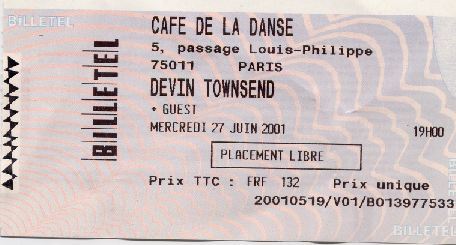 BILLETEL
CAFE DE LA DANSE
5, passage Louis-Philippe
75011 PARIS
BILLETEL
DEVIN TOWNSEND
+ GUEST
MERCREDI 27 JUIN 2001 19H00
PLACEMENT LIBRE
Prix TTC : FRF 132 Prix unique
20010519/V01/B013977533
BILLETEL